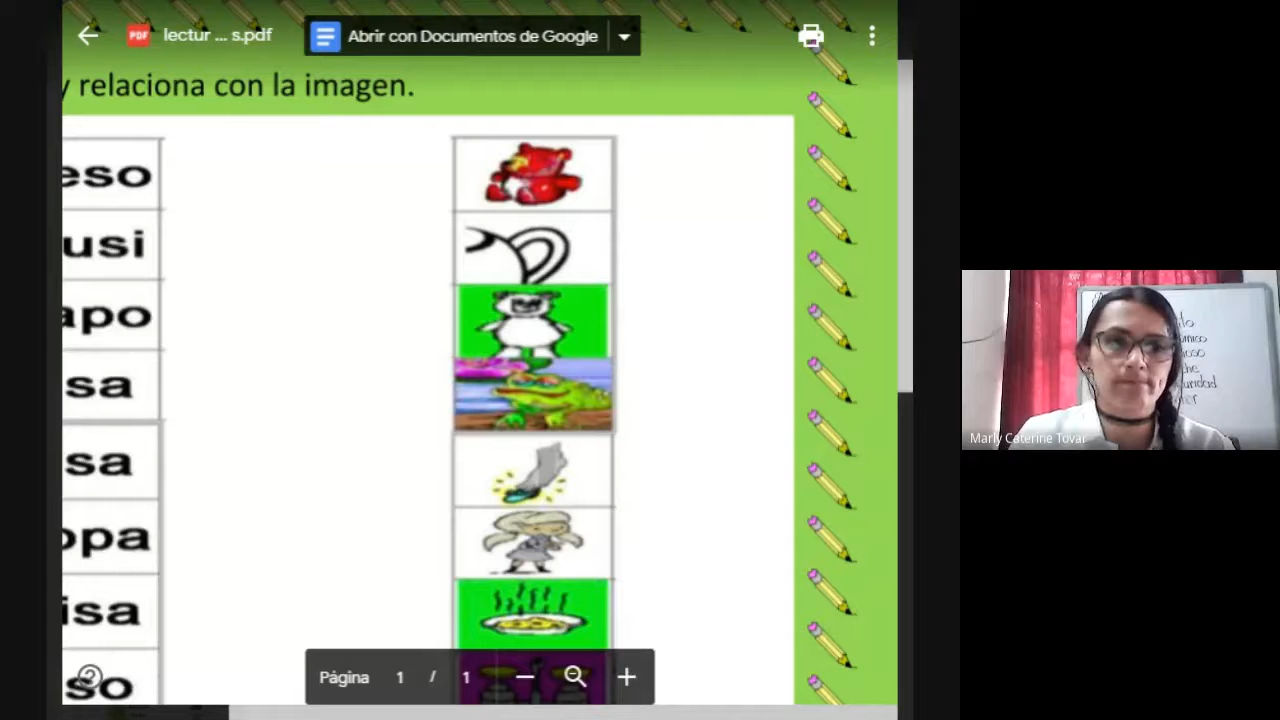 lectur ... s.pdf
Abrir con Documentos de Google
y relaciona con la imagen.
eso
usi
apo
sa
sa
opa
isa
so
Página 1 / 1
Marly Caterine Tovar